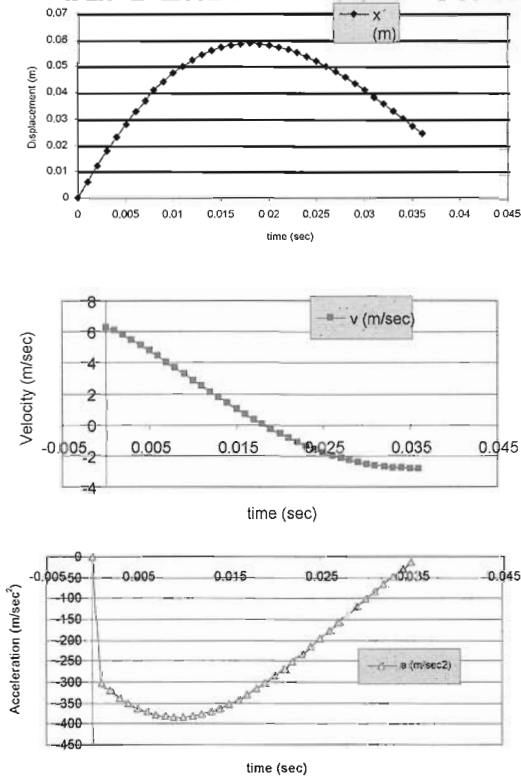 0.07
0.06
0.05
0.04
0.03
0.02
0.01
0
x
(m)
Displacement (m)
0 0,005 0.01 0,015 0 02 0,025 0.03 0,035 0.04 0.045
time (sec)
8
6
4
2
0
-2
-4
v (m/sec)
Velocity (m/sec)
-0.005 0.005 0.015 0.025 0.035 0.045
time (sec)
0
-50
-100
-150
-200
-250
-300
-350
-400
-450
-0.005 0.005 0.015 0.025 0.035 0.045
a (m/sec2)
Acceleration (m/sec²)
time (sec)